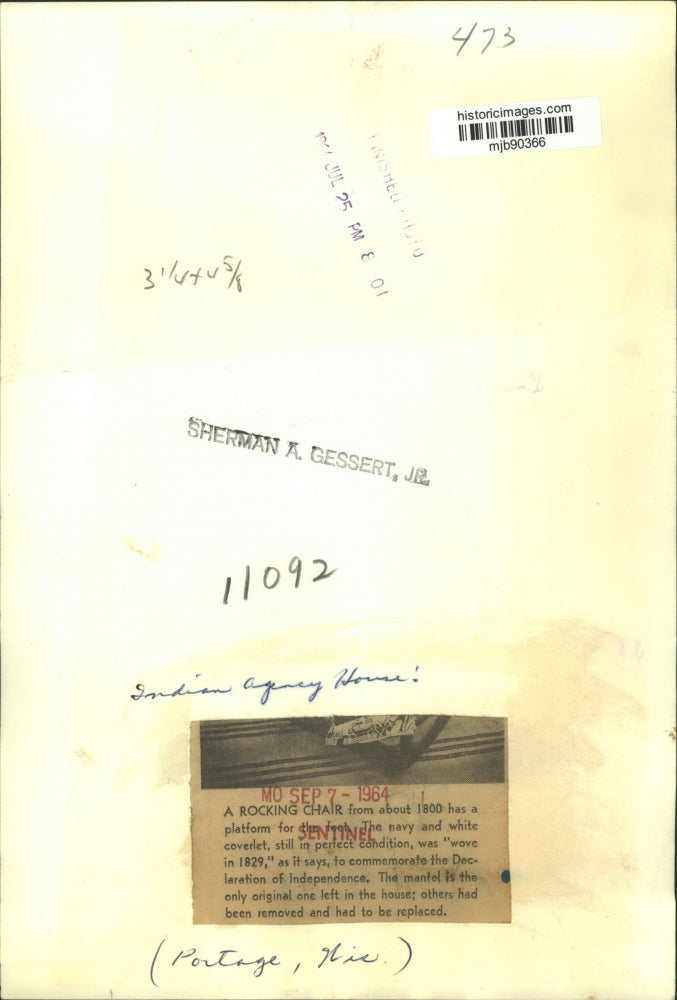 473
historicimages.com
mjb90366
FINISHED PHOTO
1964 JUL 25 PM 8 01
3 1/4 + 4 5/8
SHERMAN A. GESSERT, JR.
11092
Indian Agency House:
MO SEP 7 - 1964
A ROCKING CHAIR from about 1800 has a
platform for the feet. The navy and white
SENTINEL
coverlet, still in perfect condition, was "wove
in 1829," as it says, to commemorate the Dec-
laration of Independence. The mantel is the
only original one left in the house; others had
been removed and had to be replaced.
(Portage, Wis.)